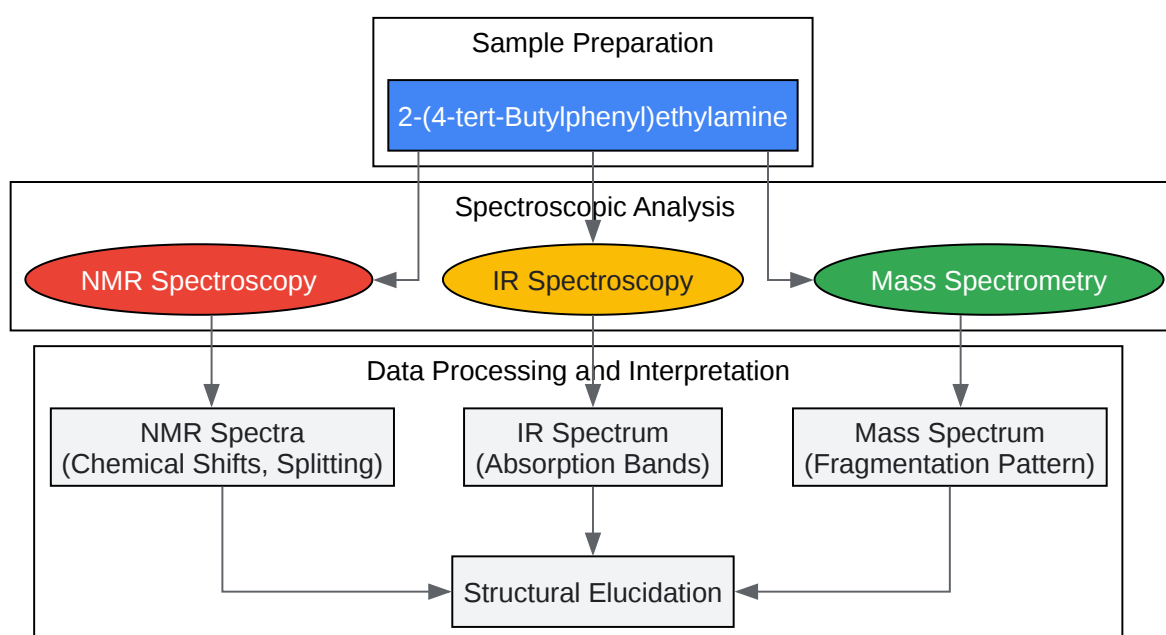 Sample Preparation
2-(4-tert-Butylphenyl)ethylamine
Spectroscopic Analysis
NMR Spectroscopy
IR Spectroscopy
Mass Spectrometry
Data Processing and Interpretation
NMR Spectra
(Chemical Shifts, Splitting)
IR Spectrum
(Absorption Bands)
Mass Spectrum
(Fragmentation Pattern)
Structural Elucidation